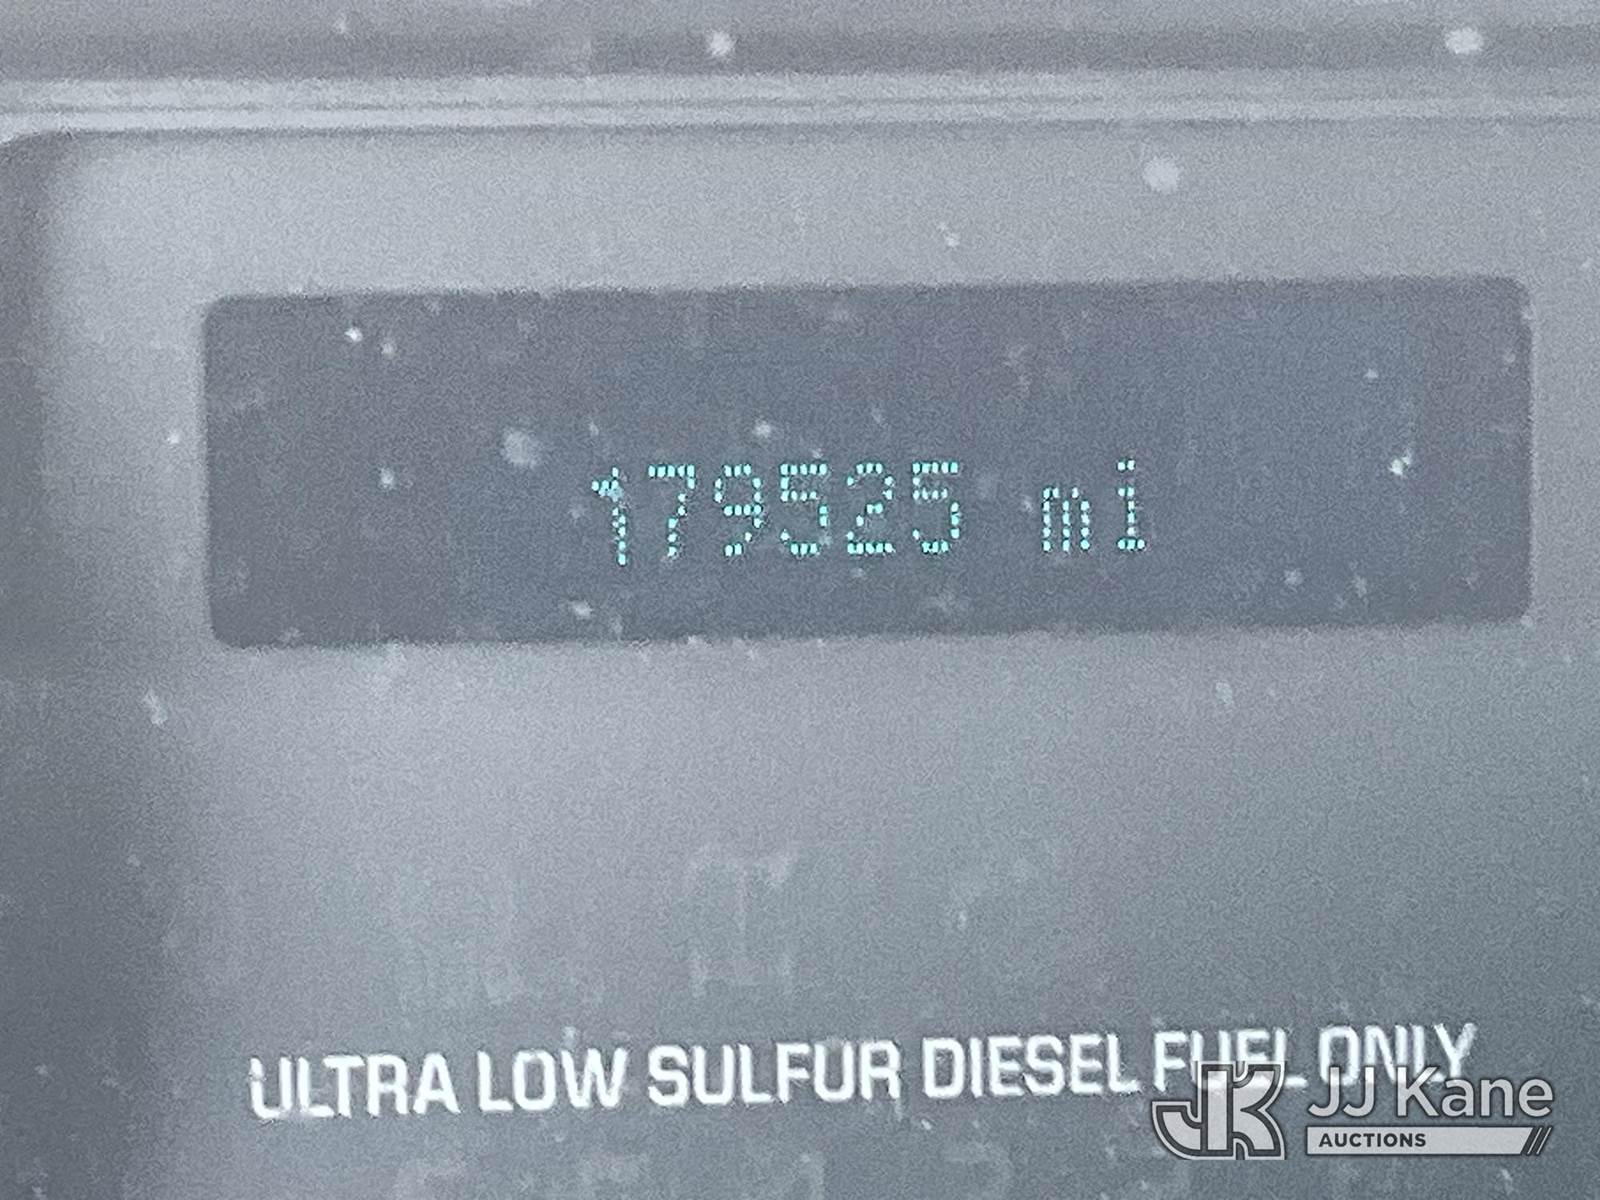 179525 mi
ULTRA LOW SULFUR DIESEL FUEL ONLY
JJ Kane
AUCTIONS